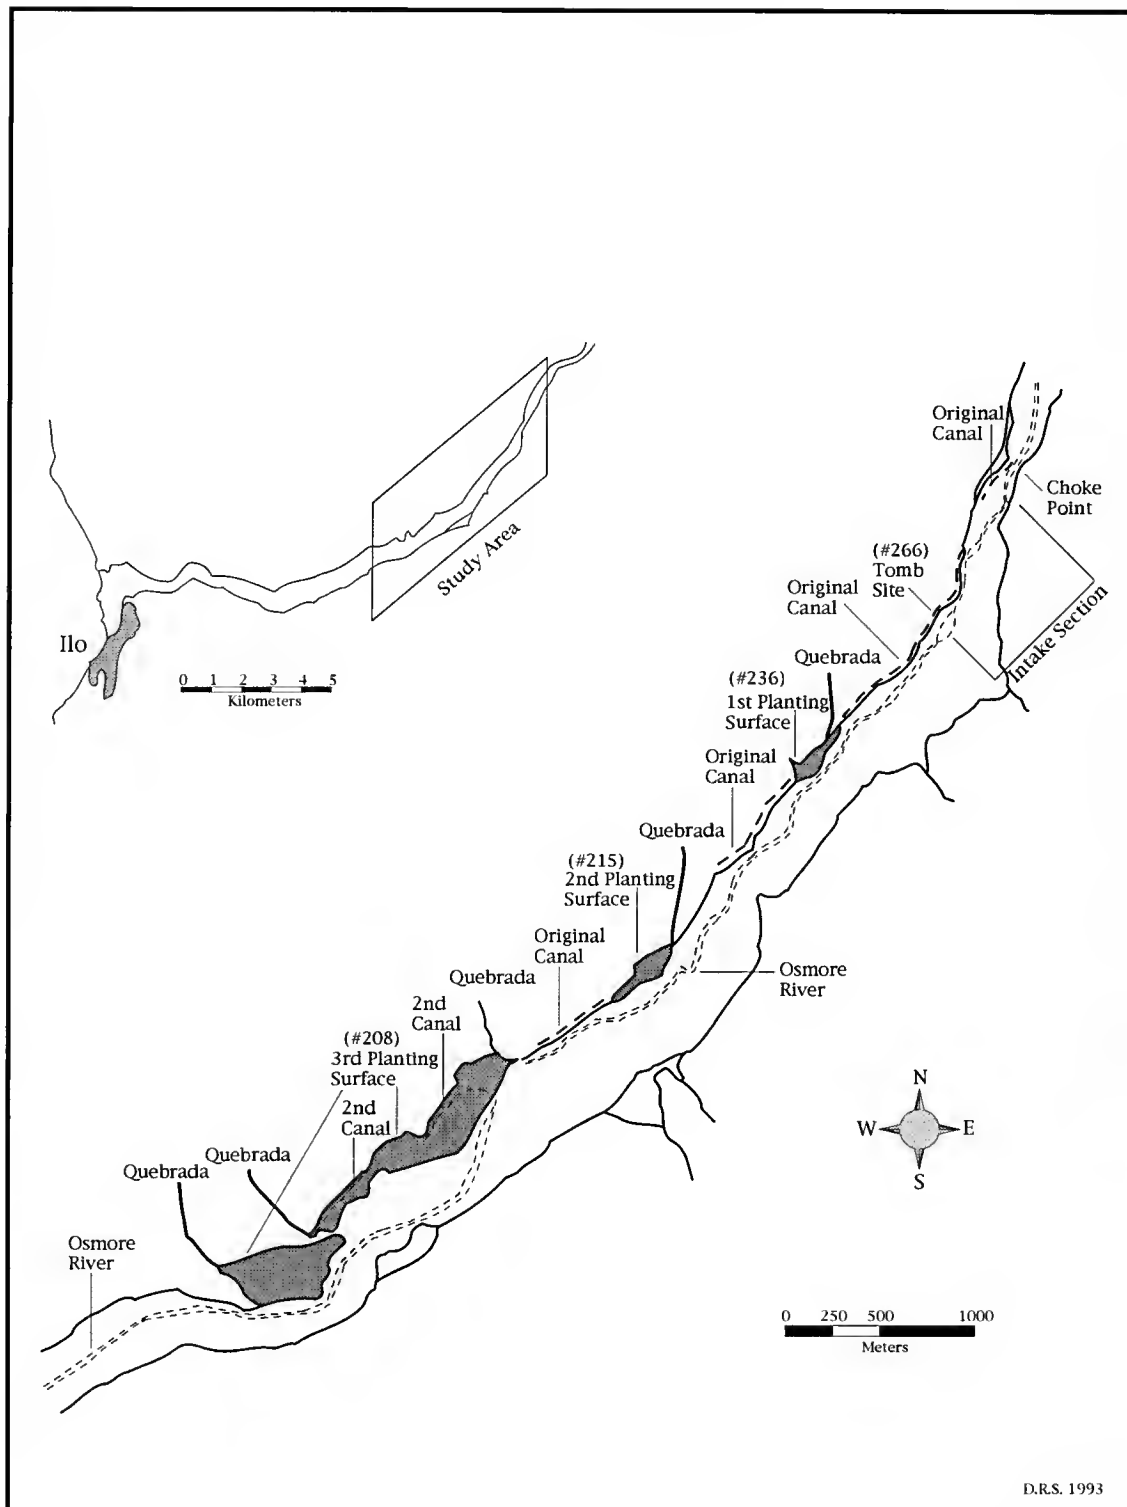 Original
Canal
Choke
Point
(#266)
Tomb
Site
Original
Canal
Intake Section
Study Area
Ilo
0 1 2 3 4 5
Kilometers
Quebrada
(#236)
1st Planting
Surface
Original
Canal
Quebrada
(#215)
2nd Planting
Surface
Original
Canal
Osmore
River
Quebrada
2nd
Canal
(#208)
3rd Planting
Surface
2nd
Canal
Quebrada
Quebrada
N
W E
S
Osmore
River
0 250 500 1000
Meters
D.R.S. 1993